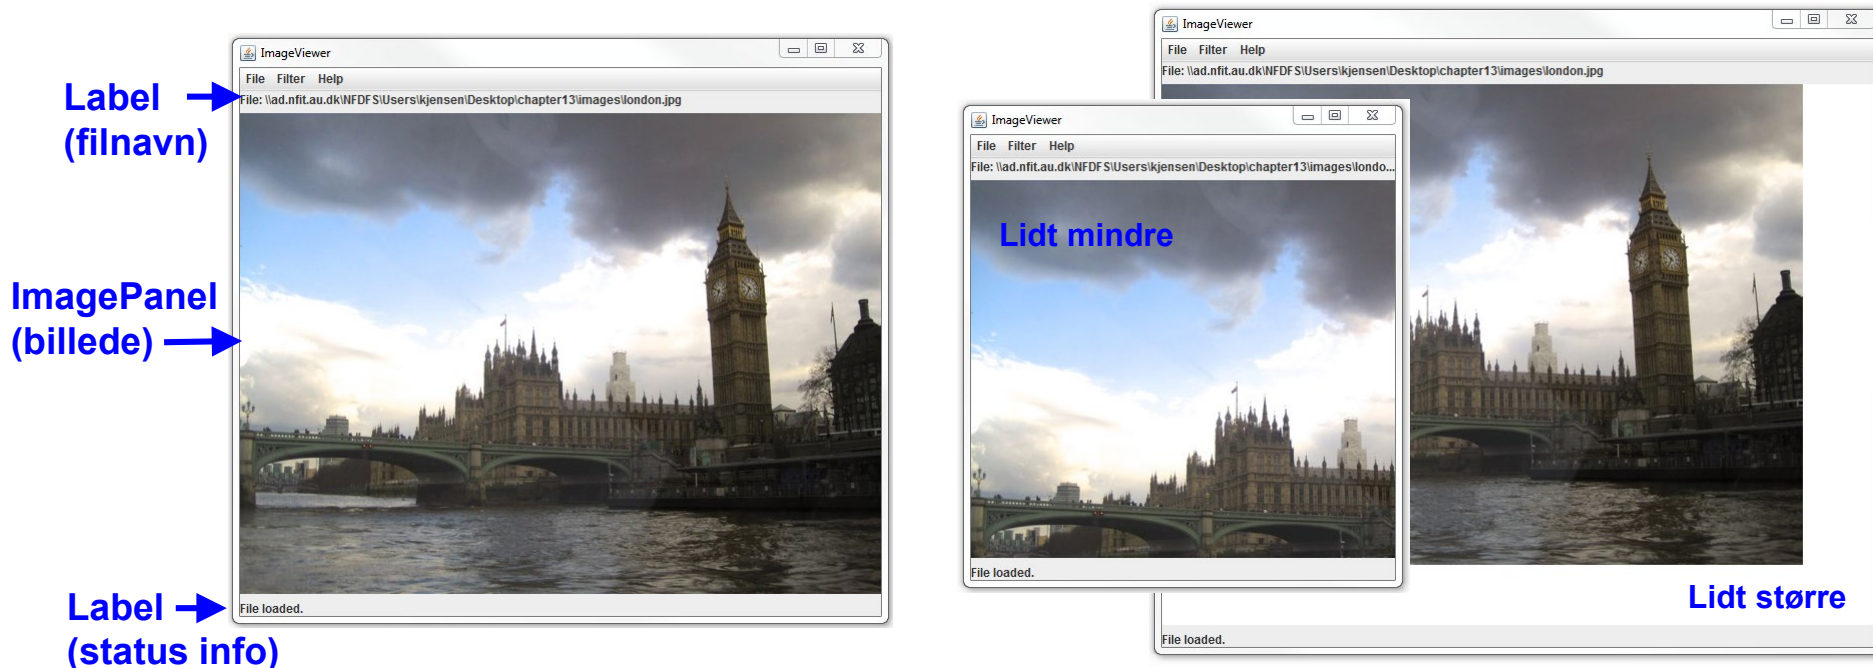 Label
(filnavn)
ImagePanel
(billede)
Label
(status info)
ImageViewer
File Filter Help
File: \\ad.nfit.au.dk\NFDFS\Users\kjensen\Desktop\chapter13\images\london.jpg
File loaded.
ImageViewer
File Filter Help
File: \\ad.nfit.au.dk\NFDFS\Users\kjensen\Desktop\chapter13\images\londo...
Lidt mindre
File loaded.
ImageViewer
File Filter Help
File: \\ad.nfit.au.dk\NFDFS\Users\kjensen\Desktop\chapter13\images\london.jpg
Lidt større
File loaded.